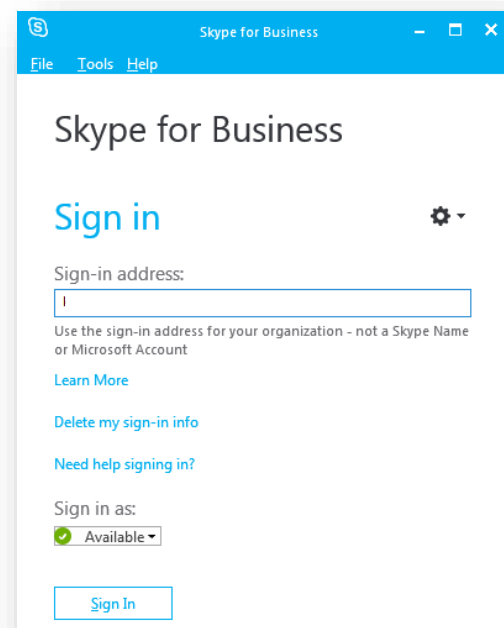 Skype for Business
File Tools Help
Skype for Business
Sign in
Sign-in address:
Use the sign-in address for your organization - not a Skype Name
or Microsoft Account
Learn More
Delete my sign-in info
Need help signing in?
Sign in as:
Available
Sign In